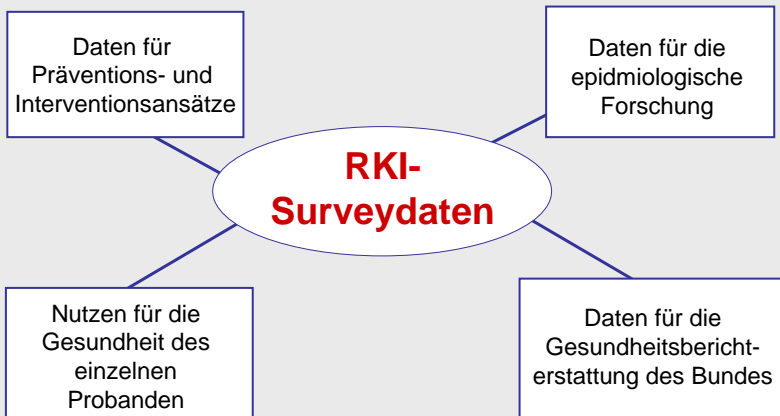 Daten für
Präventions- und
Interventionsansätze
Daten für die
epidmiologische
Forschung
RKI-
Surveydaten
Nutzen für die
Gesundheit des
einzelnen
Probanden
Daten für die
Gesundheitsbericht-
erstattung des Bundes